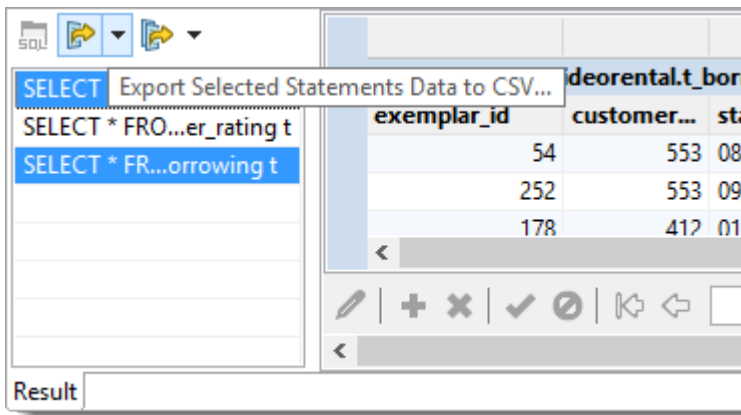 SQL
SELECT
Export Selected Statements Data to CSV...
ideorental.t_bor
SELECT * FRO...er_rating t
SELECT * FR...orrowing t
exemplar_id customer... sta
54 553 08
252 553 09
178 412 01
Result